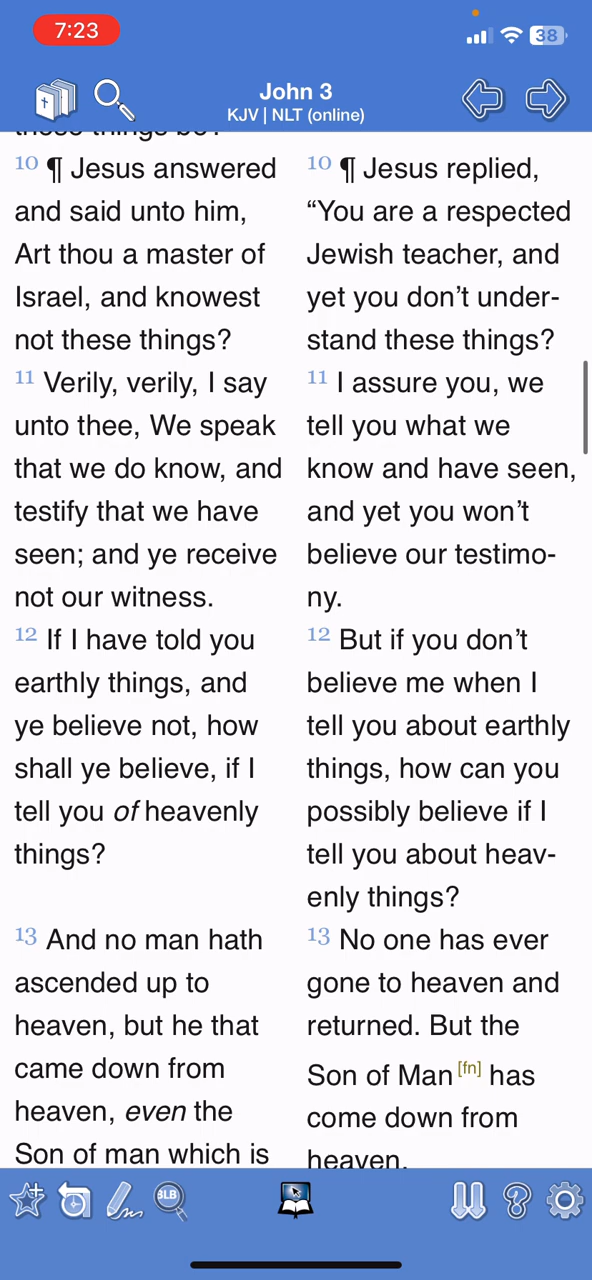 7:23
38
John 3
KJV | NLT (online)
these things be?
10 ¶ Jesus answered
and said unto him,
Art thou a master of
Israel, and knowest
not these things?
11 Verily, verily, I say
unto thee, We speak
that we do know, and
testify that we have
seen; and ye receive
not our witness.
12 If I have told you
earthly things, and
ye believe not, how
shall ye believe, if I
tell you of heavenly
things?
13 And no man hath
ascended up to
heaven, but he that
came down from
heaven, even the
Son of man which is
10 ¶ Jesus replied,
“You are a respected
Jewish teacher, and
yet you don’t under-
stand these things?
11 I assure you, we
tell you what we
know and have seen,
and yet you won’t
believe our testimo-
ny.
12 But if you don’t
believe me when I
tell you about earthly
things, how can you
possibly believe if I
tell you about heav-
enly things?
13 No one has ever
gone to heaven and
returned. But the
Son of Man [fn] has
come down from
heaven.
BLB